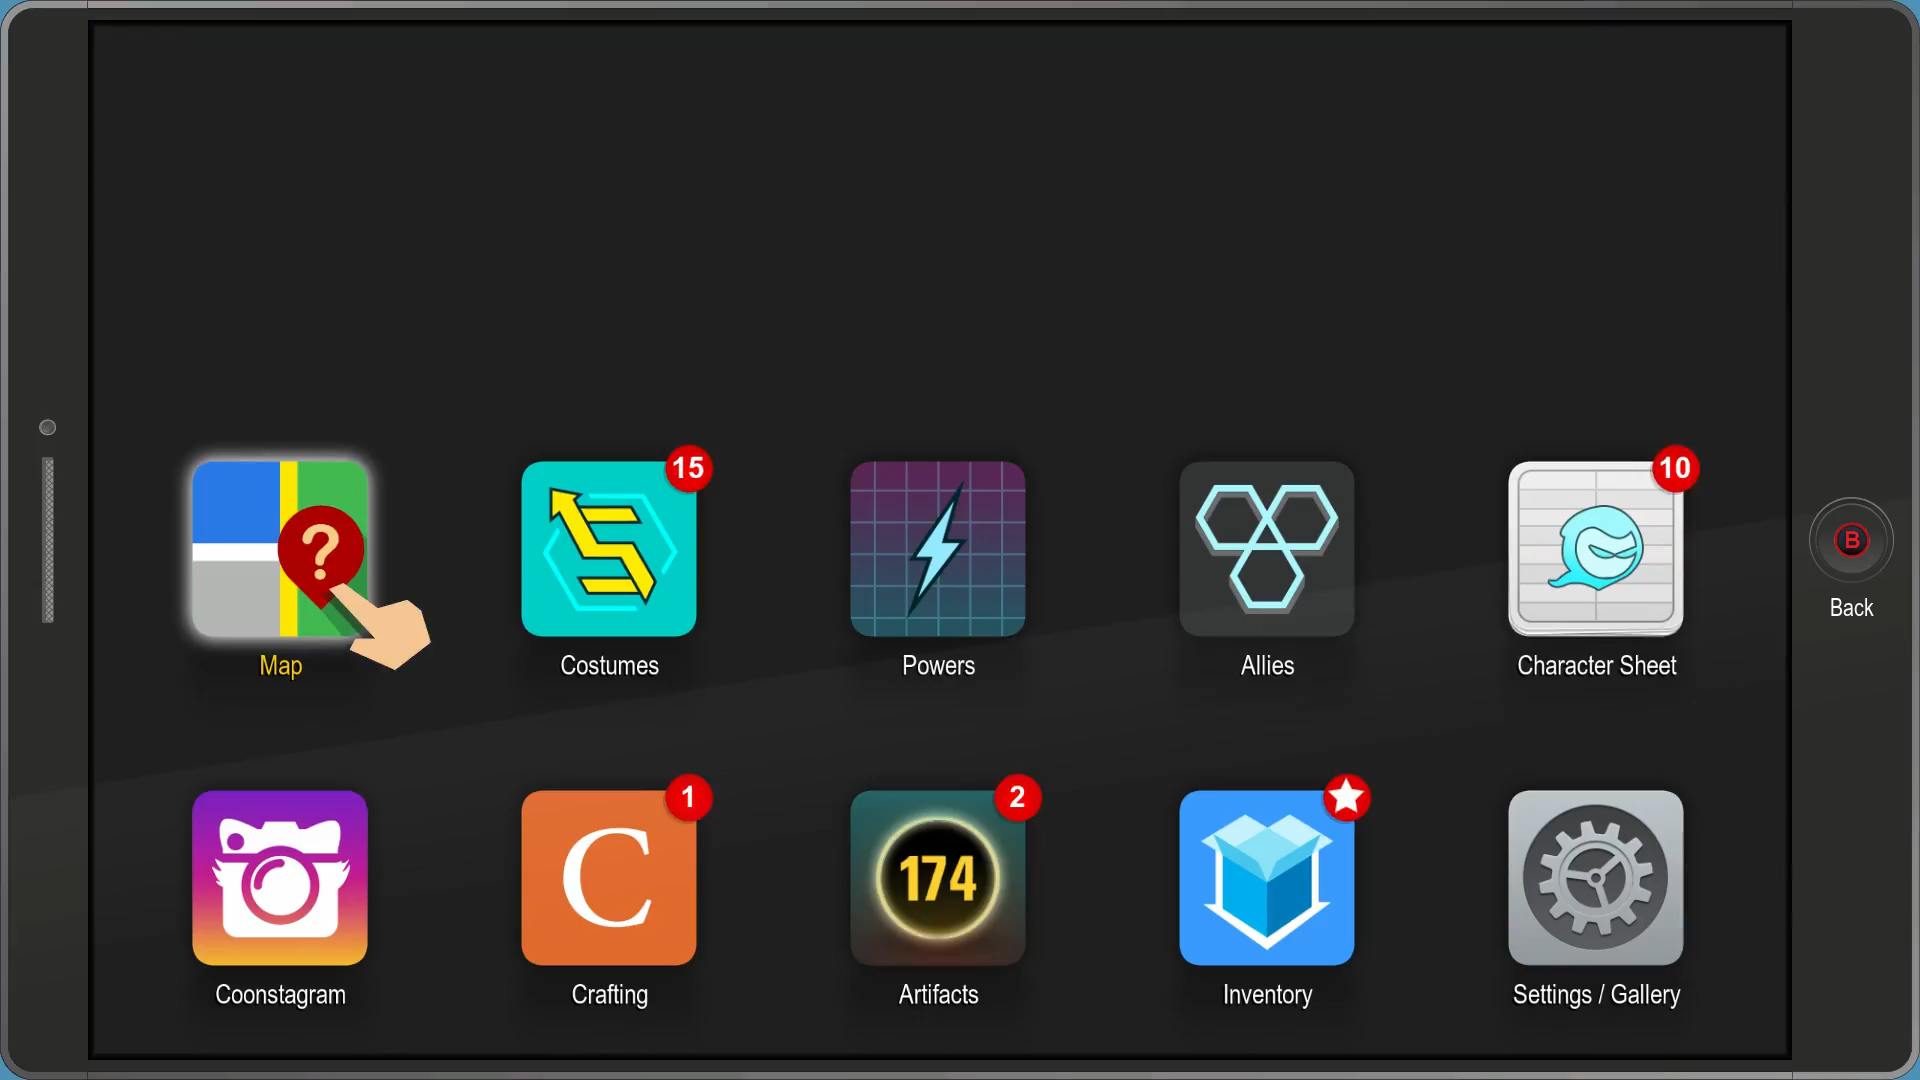 15
10
?
B
Back
Map
Costumes
Powers
Allies
Character Sheet
1
2
C
174
Coonstagram
Crafting
Artifacts
Inventory
Settings / Gallery